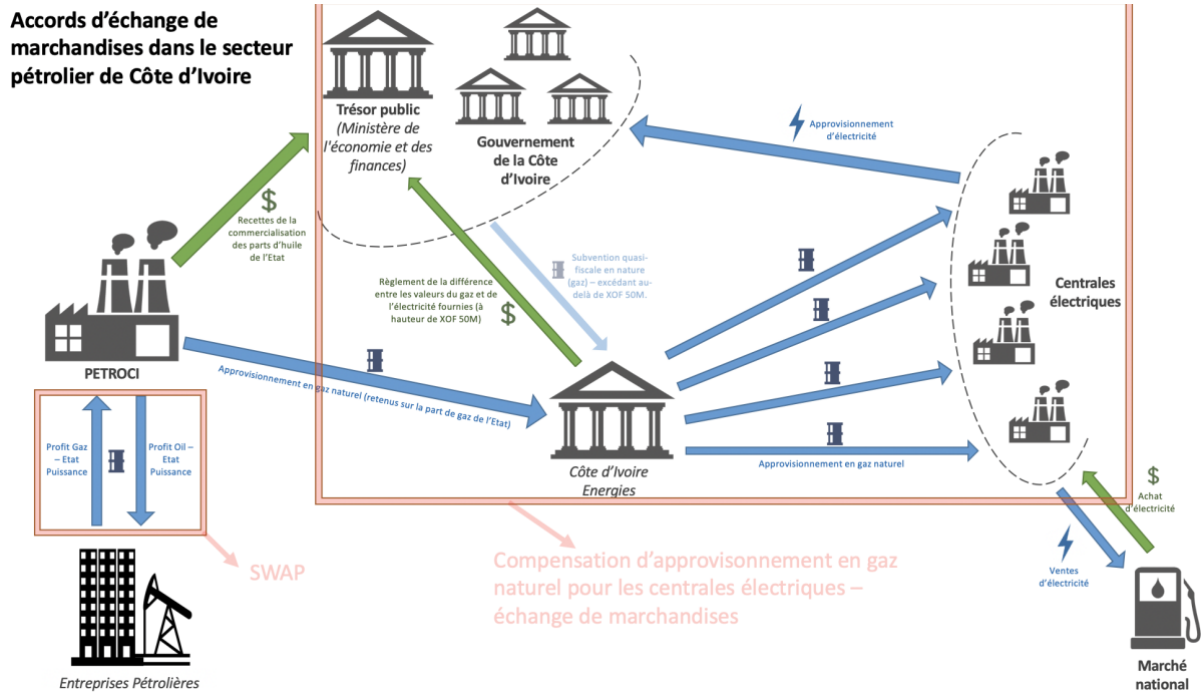 Accords d'échange de
marchandises dans le secteur
pétrolier de Côte d'Ivoire
Trésor public
(Ministère de
l'économie et des
finances)
Gouvernement
de la Côte
d'Ivoire
Approvisionnement
d'électricité
$
Recettes de la
commercialisation
des parts d'huile
de l'Etat
Subvention quasi-
fiscale en nature
(gaz) – excédant au-
delà de XOF 50M.
Règlement de la différence
entre les valeurs du gaz et de
l'électricité fournies (à
hauteur de XOF 50M)
$
Centrales
électriques
PETROCI
Approvisionnement en gaz naturel (retenus sur la part de gaz de l'Etat)
Profit Gaz
– Etat
Puissance
Profit Oil –
Etat
Puissance
Côte d'Ivoire
Energies
Approvisionnement en gaz naturel
$
Achat
d'électricité
Ventes
d'électricité
SWAP
Compensation d'approvisonnement en gaz
naturel pour les centrales électriques –
échange de marchandises
Entreprises Pétrolières
Marché
national